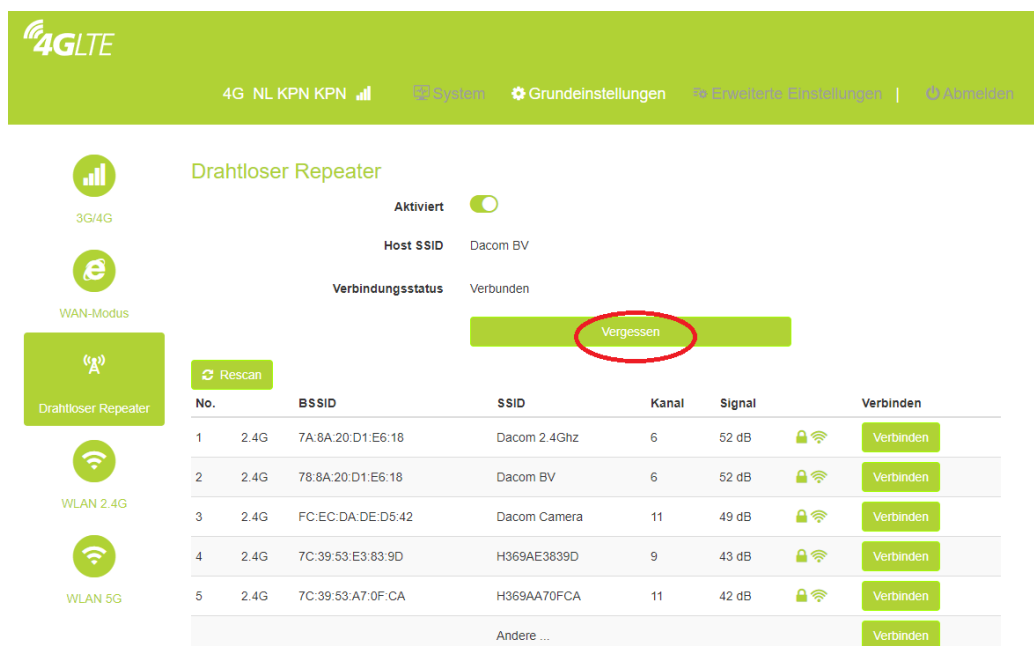 4GLTE
4G NL KPN KPN System Grundeinstellungen Erweiterte Einstellungen | Abmelden
3G/4G
WAN-Modus
Drahtloser Repeater
WLAN 2.4G
WLAN 5G
Drahtloser Repeater
Aktiviert
Host SSID Dacom BV
Verbindungsstatus Verbunden
Vergessen
Rescan
No. BSSID SSID Kanal Signal Verbinden
1 2.4G 7A:8A:20:D1:E6:18 Dacom 2.4Ghz 6 52 dB Verbinden
2 2.4G 78:8A:20:D1:E6:18 Dacom BV 6 52 dB Verbinden
3 2.4G FC:EC:DA:DE:D5:42 Dacom Camera 11 49 dB Verbinden
4 2.4G 7C:39:53:E3:83:9D H369AE3839D 9 43 dB Verbinden
5 2.4G 7C:39:53:A7:0F:CA H369AA70FCA 11 42 dB Verbinden
Andere ... Verbinden